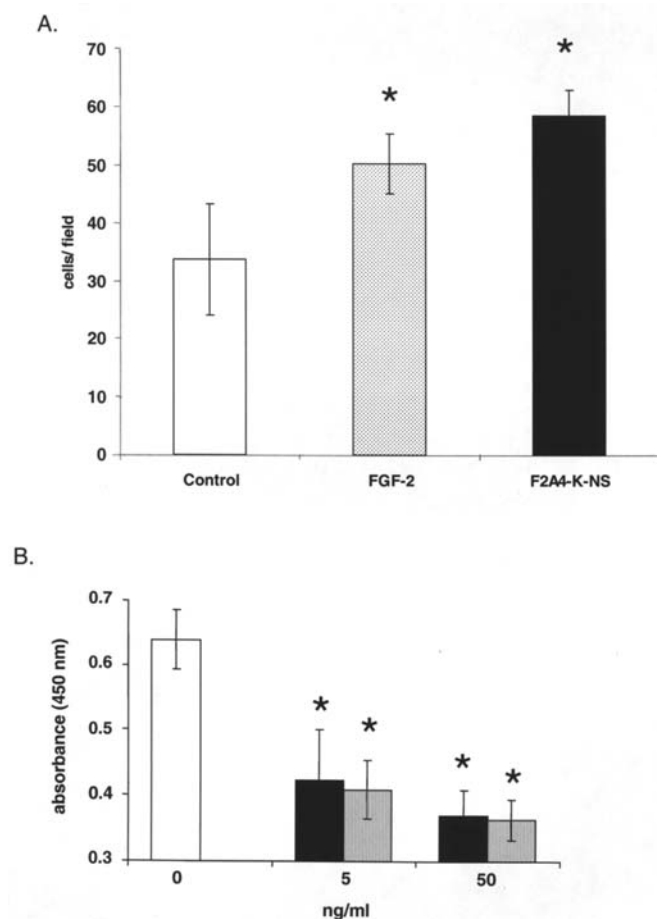 A.
70
60
50
40
30
20
10
0
cells/ field
* *
Control FGF-2 F2A4-K-NS
B.
0.7
0.6
0.5
0.4
0.3
absorbance (450 nm)
* * * *
0 5 50
ng/ml